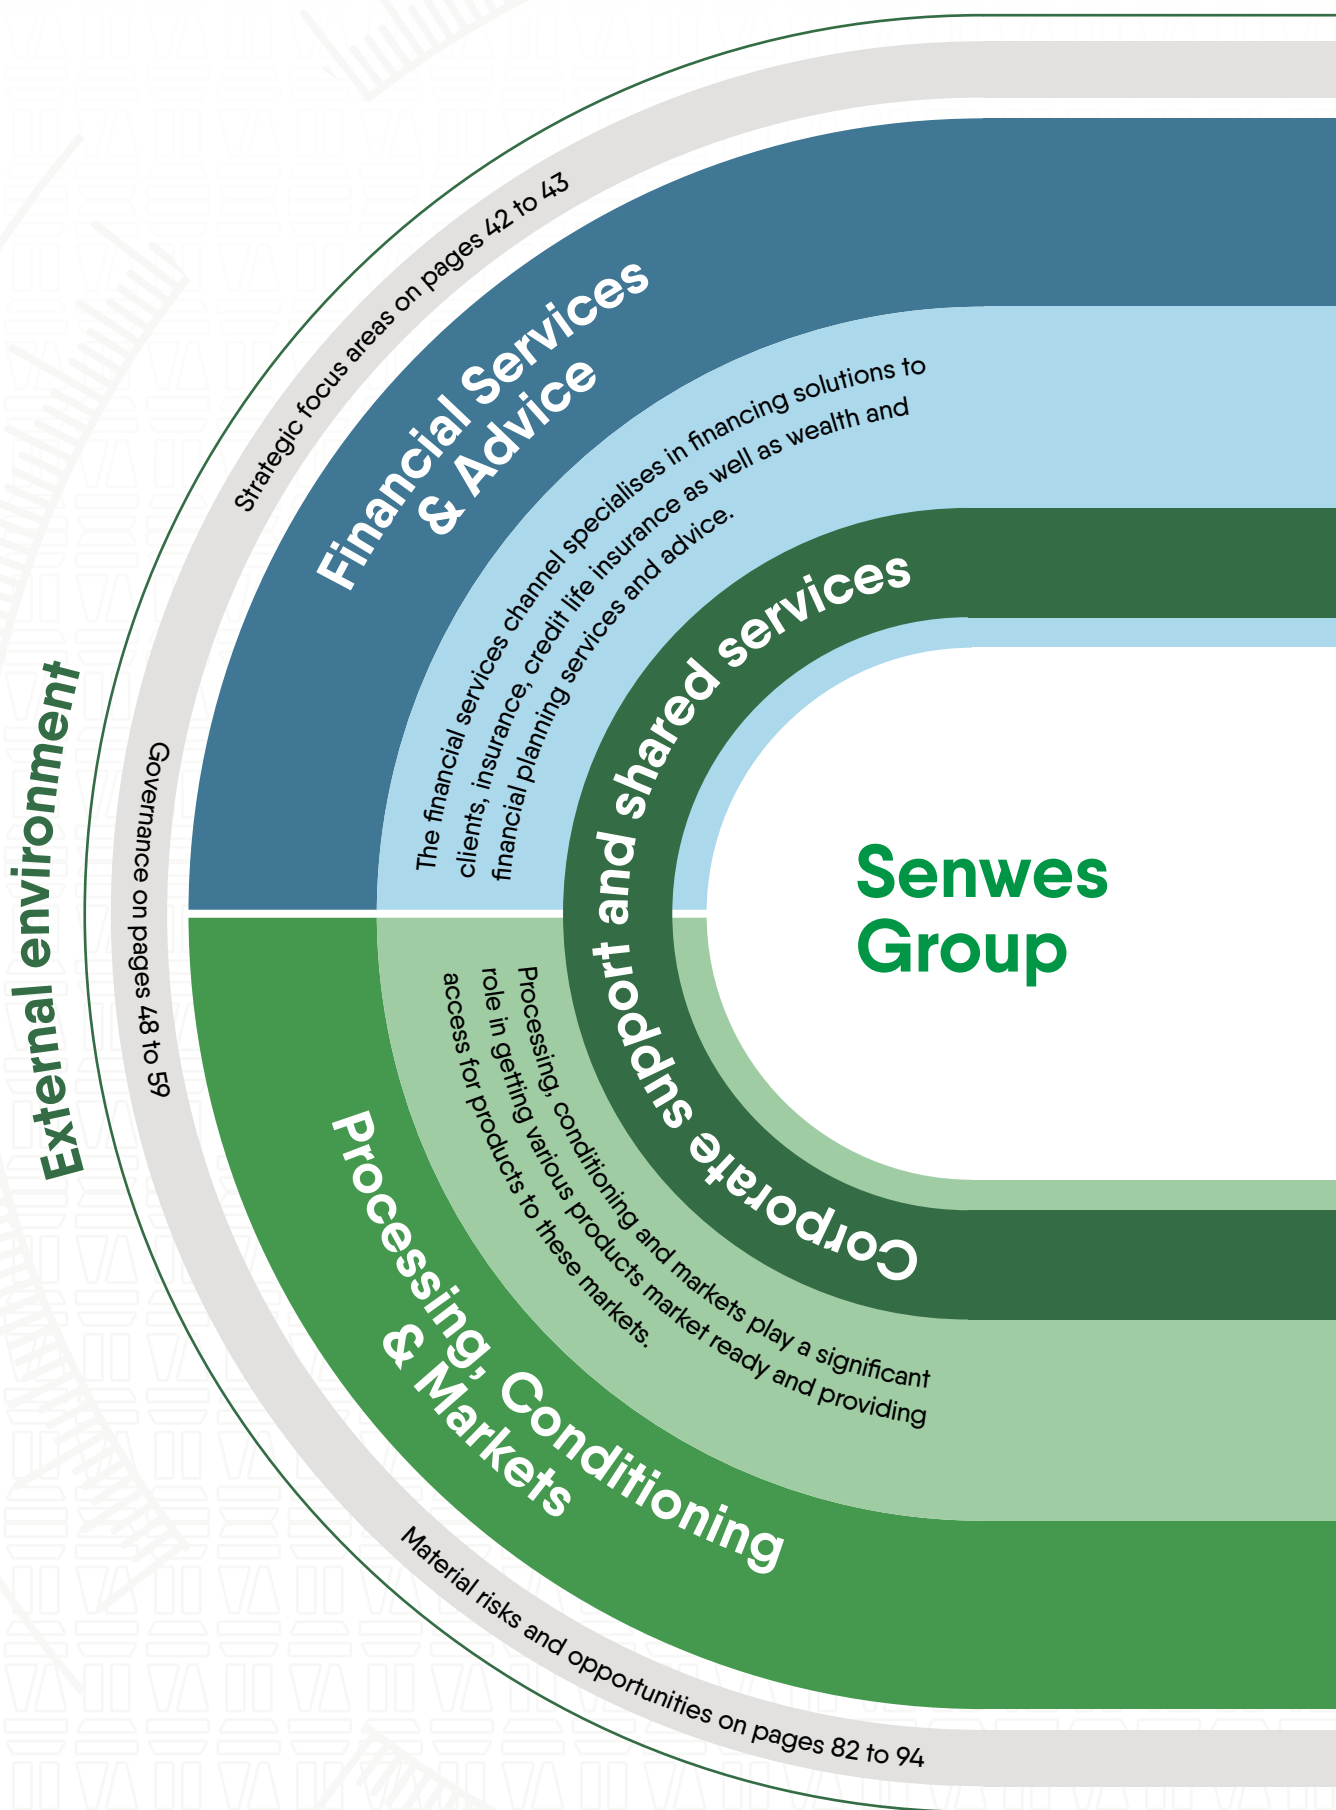 External environment
Strategic focus areas on pages 42 to 43
Governance on pages 48 to 59
Material risks and opportunities on pages 82 to 94
Financial Services
& Advice
The financial services channel specialises in financing solutions to
clients, insurance, credit life insurance as well as wealth and
financial planning services and advice.
Corporate support and shared services
Senwes
Group
Processing, conditioning and markets play a significant
role in getting various products market ready and providing
access for products to these markets.
Processing, Conditioning
& Markets